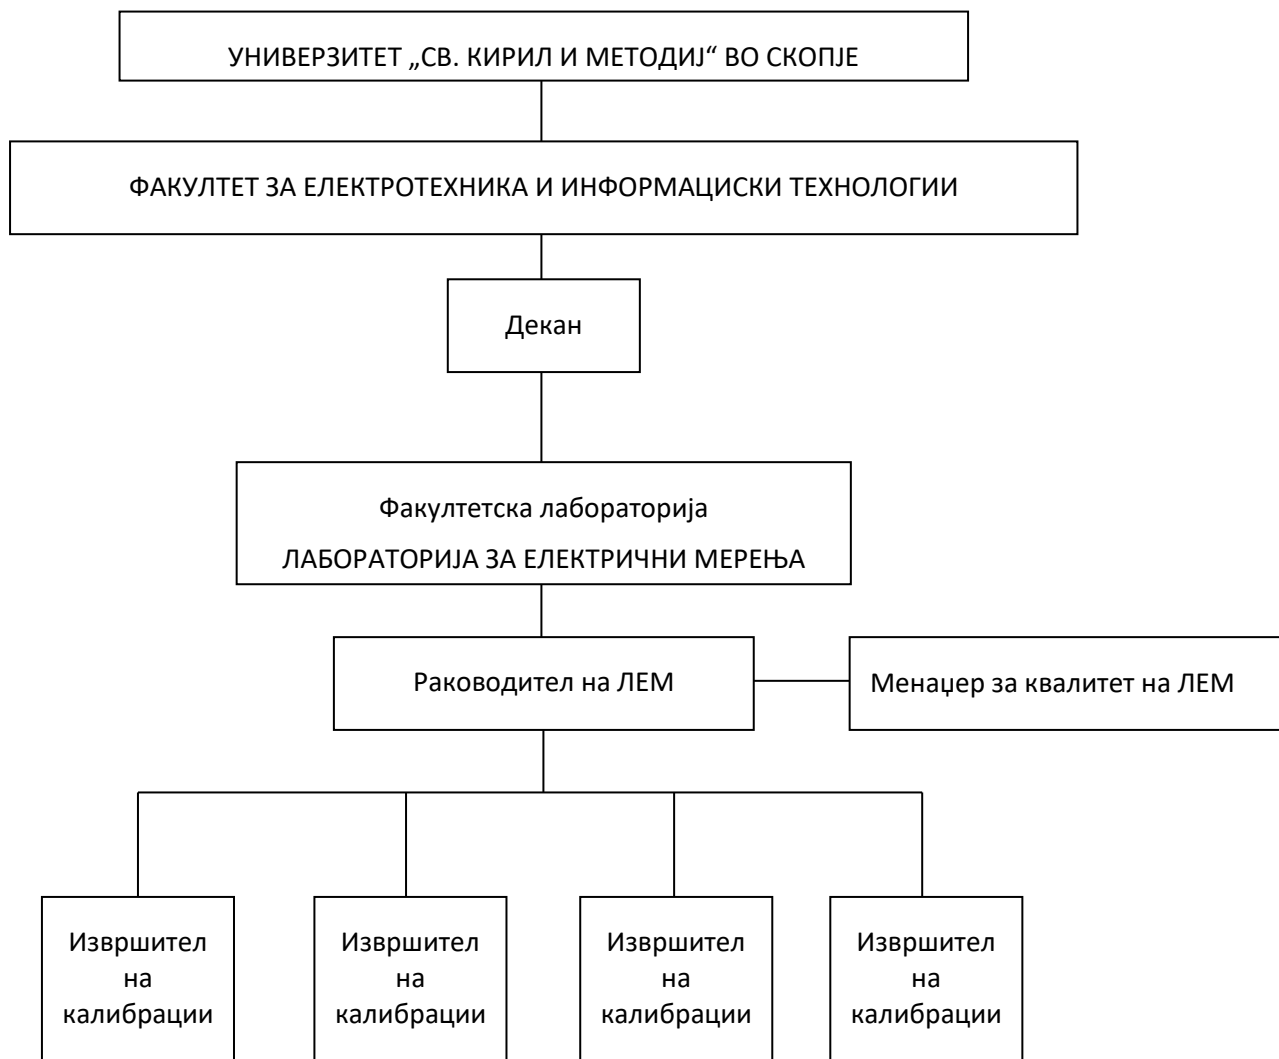 УНИВЕРЗИТЕТ „СВ. КИРИЛ И МЕТОДИЈ“ ВО СКОПЈЕ
ФАКУЛТЕТ ЗА ЕЛЕКТРОТЕХНИКА И ИНФОРМАЦИСКИ ТЕХНОЛОГИИ
Декан
Факултетска лабораторија
ЛАБОРАТОРИЈА ЗА ЕЛЕКТРИЧНИ МЕРЕЊА
Раководител на ЛЕМ
Менаџер за квалитет на ЛЕМ
Извршител
на
калибрации
Извршител
на
калибрации
Извршител
на
калибрации
Извршител
на
калибрации